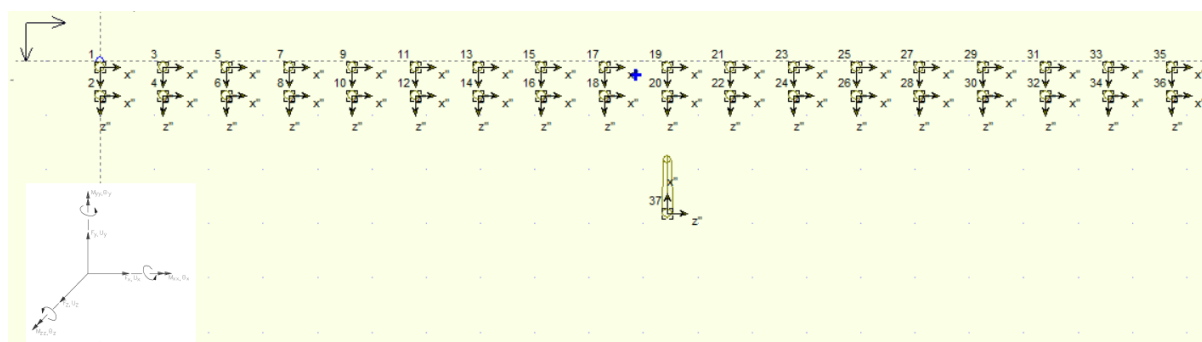 1 3 5 7 9 11 13 15 17 19 21 23 25 27 29 31 33 35
x" x" x" x" x" x" x" x" x" x" x" x" x" x" x" x" x"
2 4 6 8 10 12 14 16 18 20 22 24 26 28 30 32 34 36
x" x" x" x" x" x" x" x" x" x" x" x" x" x" x" x" x"
z" z" z" z" z" z" z" z" z" z" z" z" z" z" z" z" z" z"
x"
37
z"